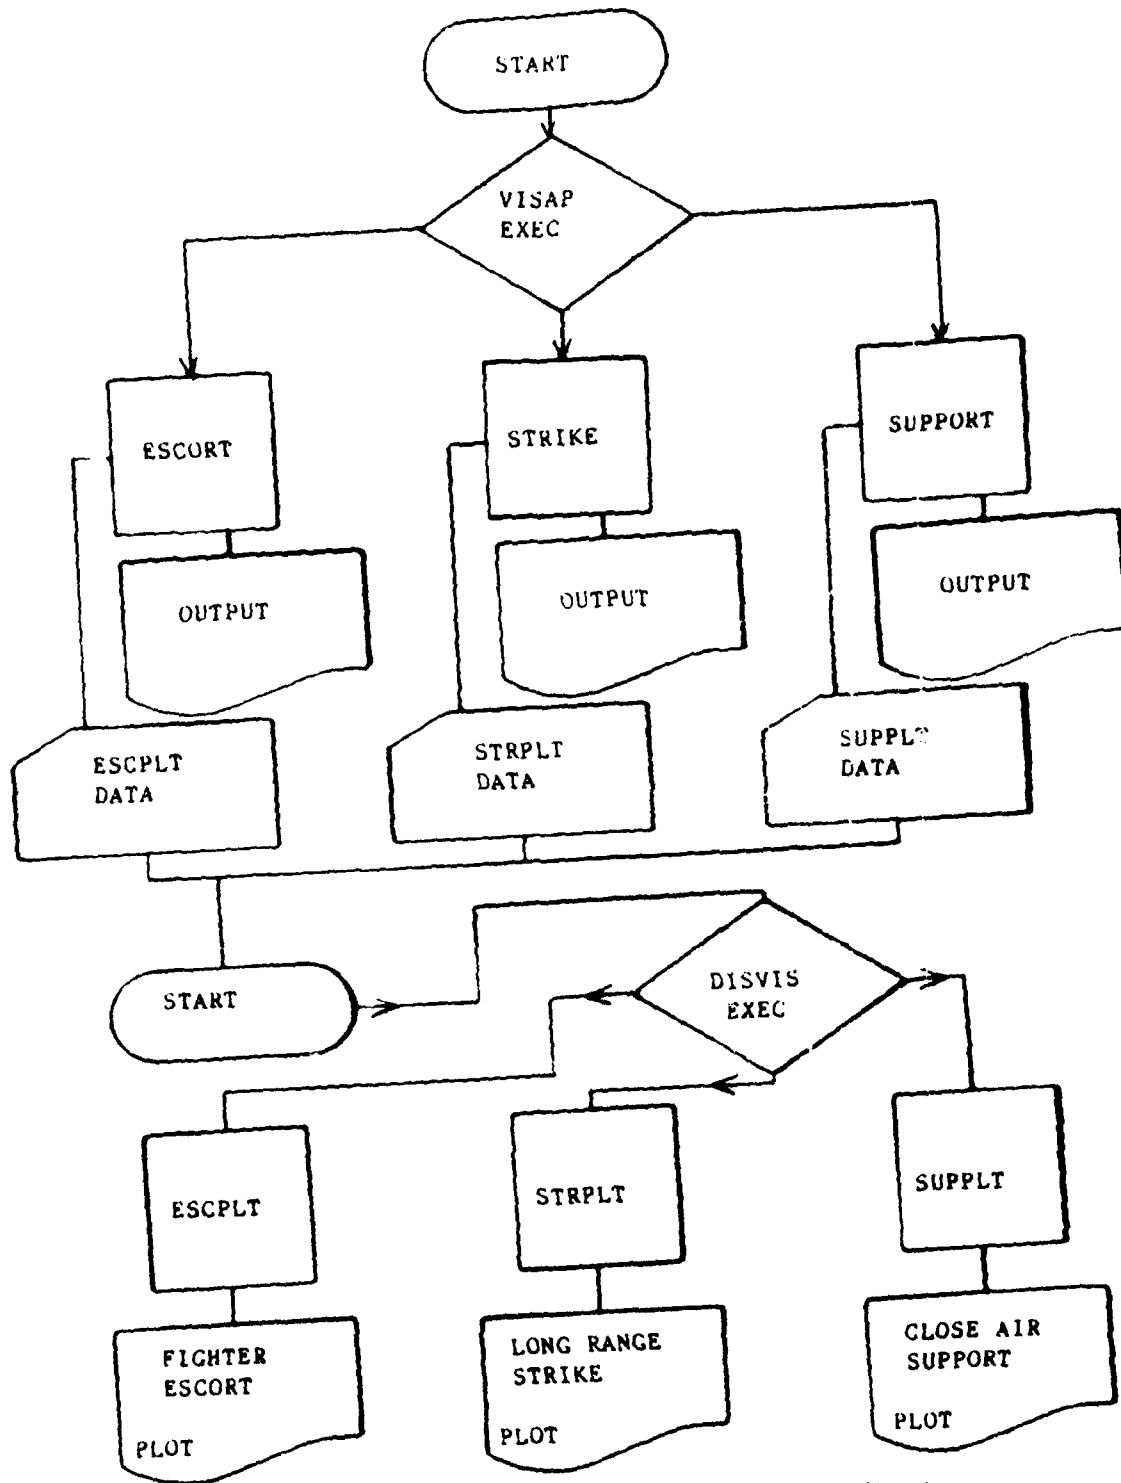 START
VISAP
EXEC
ESCORT
STRIKE
SUPPORT
OUTPUT
OUTPUT
OUTPUT
ESCPLT
DATA
STRPLT
DATA
SUPPLT
DATA
START
DISVIS
EXEC
ESCPLT
STRPLT
SUPPLT
FIGHTER
ESCORT
PLOT
LONG RANGE
STRIKE
PLOT
CLOSE AIR
SUPPORT
PLOT